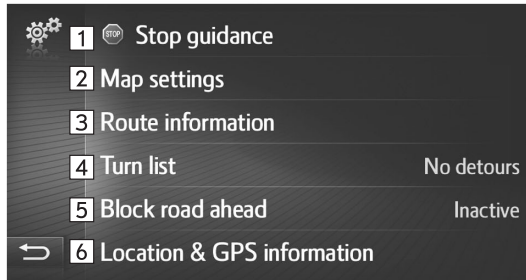 1 STOP Stop guidance
2 Map settings
3 Route information
4 Turn list No detours
5 Block road ahead Inactive
6 Location & GPS information